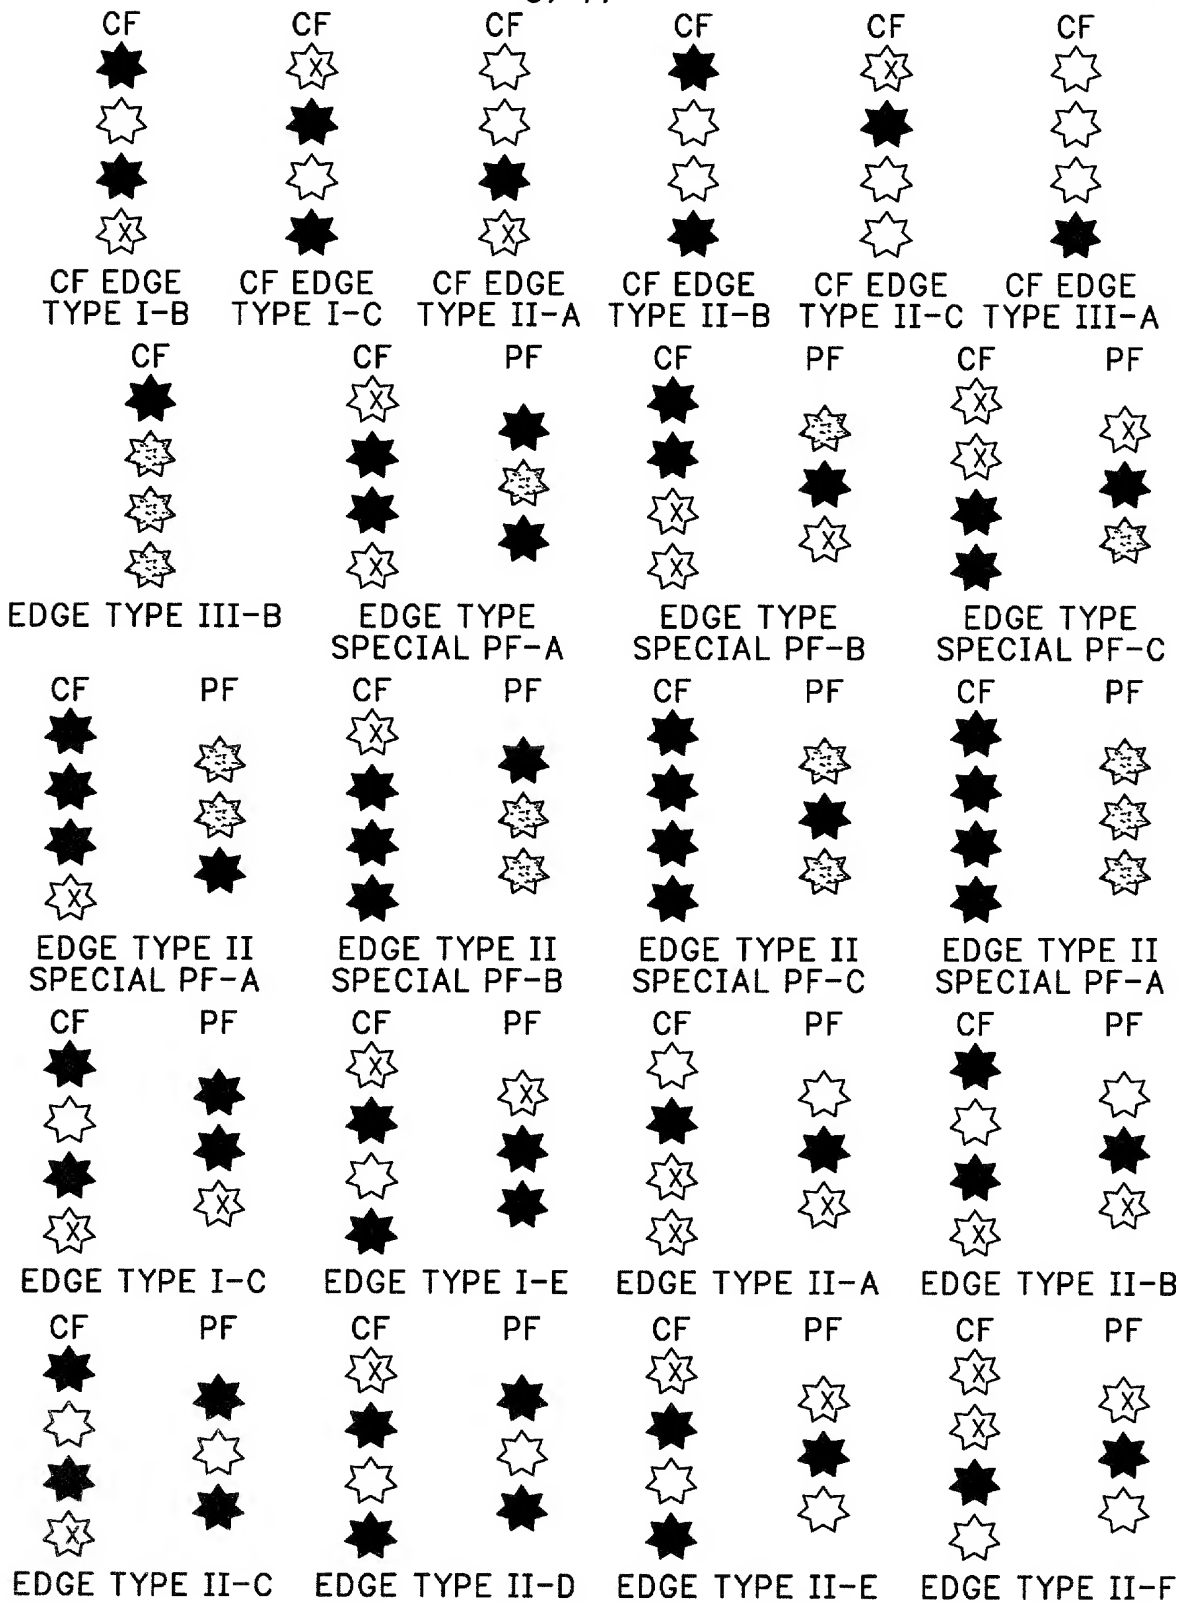 CF CF CF CF CF CF
X X
X X
CF EDGE CF EDGE CF EDGE CF EDGE CF EDGE CF EDGE
TYPE I-B TYPE I-C TYPE II-A TYPE II-B TYPE II-C TYPE III-A
CF CF PF CF PF CF PF
X X X
X
X X
X X
EDGE TYPE III-B EDGE TYPE EDGE TYPE EDGE TYPE
SPECIAL PF-A SPECIAL PF-B SPECIAL PF-C
CF PF CF PF CF PF CF PF
X
X
EDGE TYPE II EDGE TYPE II EDGE TYPE II EDGE TYPE II
SPECIAL PF-A SPECIAL PF-B SPECIAL PF-C SPECIAL PF-A
CF PF CF PF CF PF CF PF
X
X
X
X X X
X X X
EDGE TYPE I-C EDGE TYPE I-E EDGE TYPE II-A EDGE TYPE II-B
CF PF CF PF CF PF CF PF
X X X
X X
X
X
EDGE TYPE II-C EDGE TYPE II-D EDGE TYPE II-E EDGE TYPE II-F